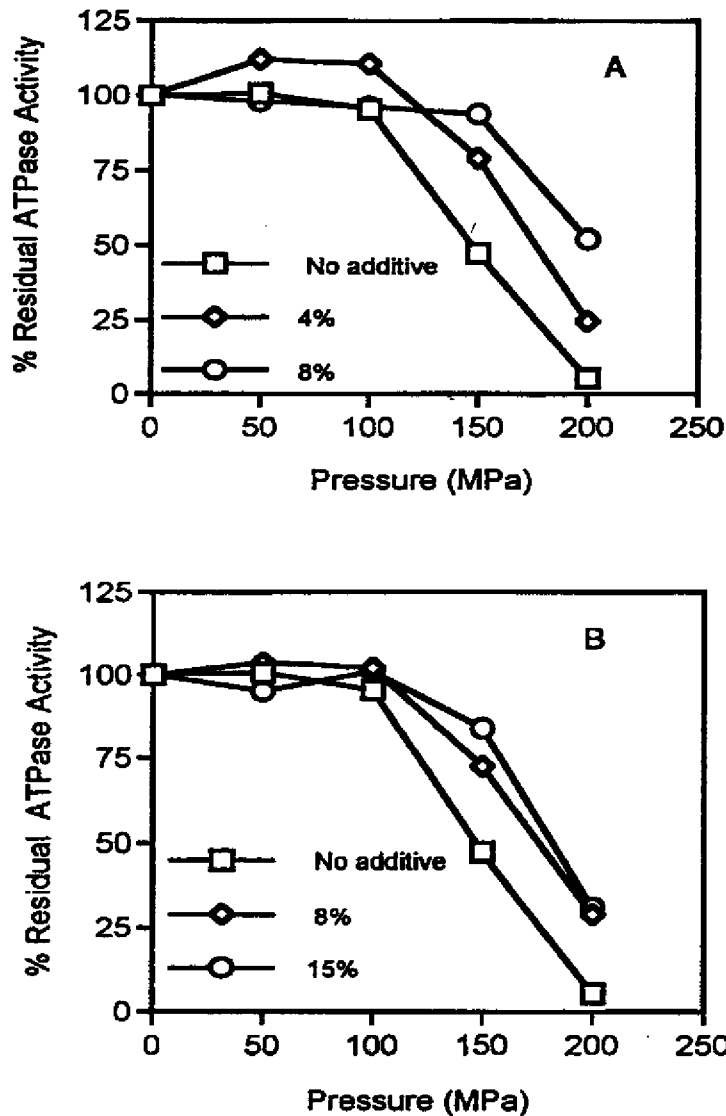 125
A
100
75
50
25
0
% Residual ATPase Activity
No additive
4%
8%
0 50 100 150 200 250
Pressure (MPa)
125
B
100
75
50
25
0
% Residual ATPase Activity
No additive
8%
15%
0 50 100 150 200 250
Pressure (MPa)